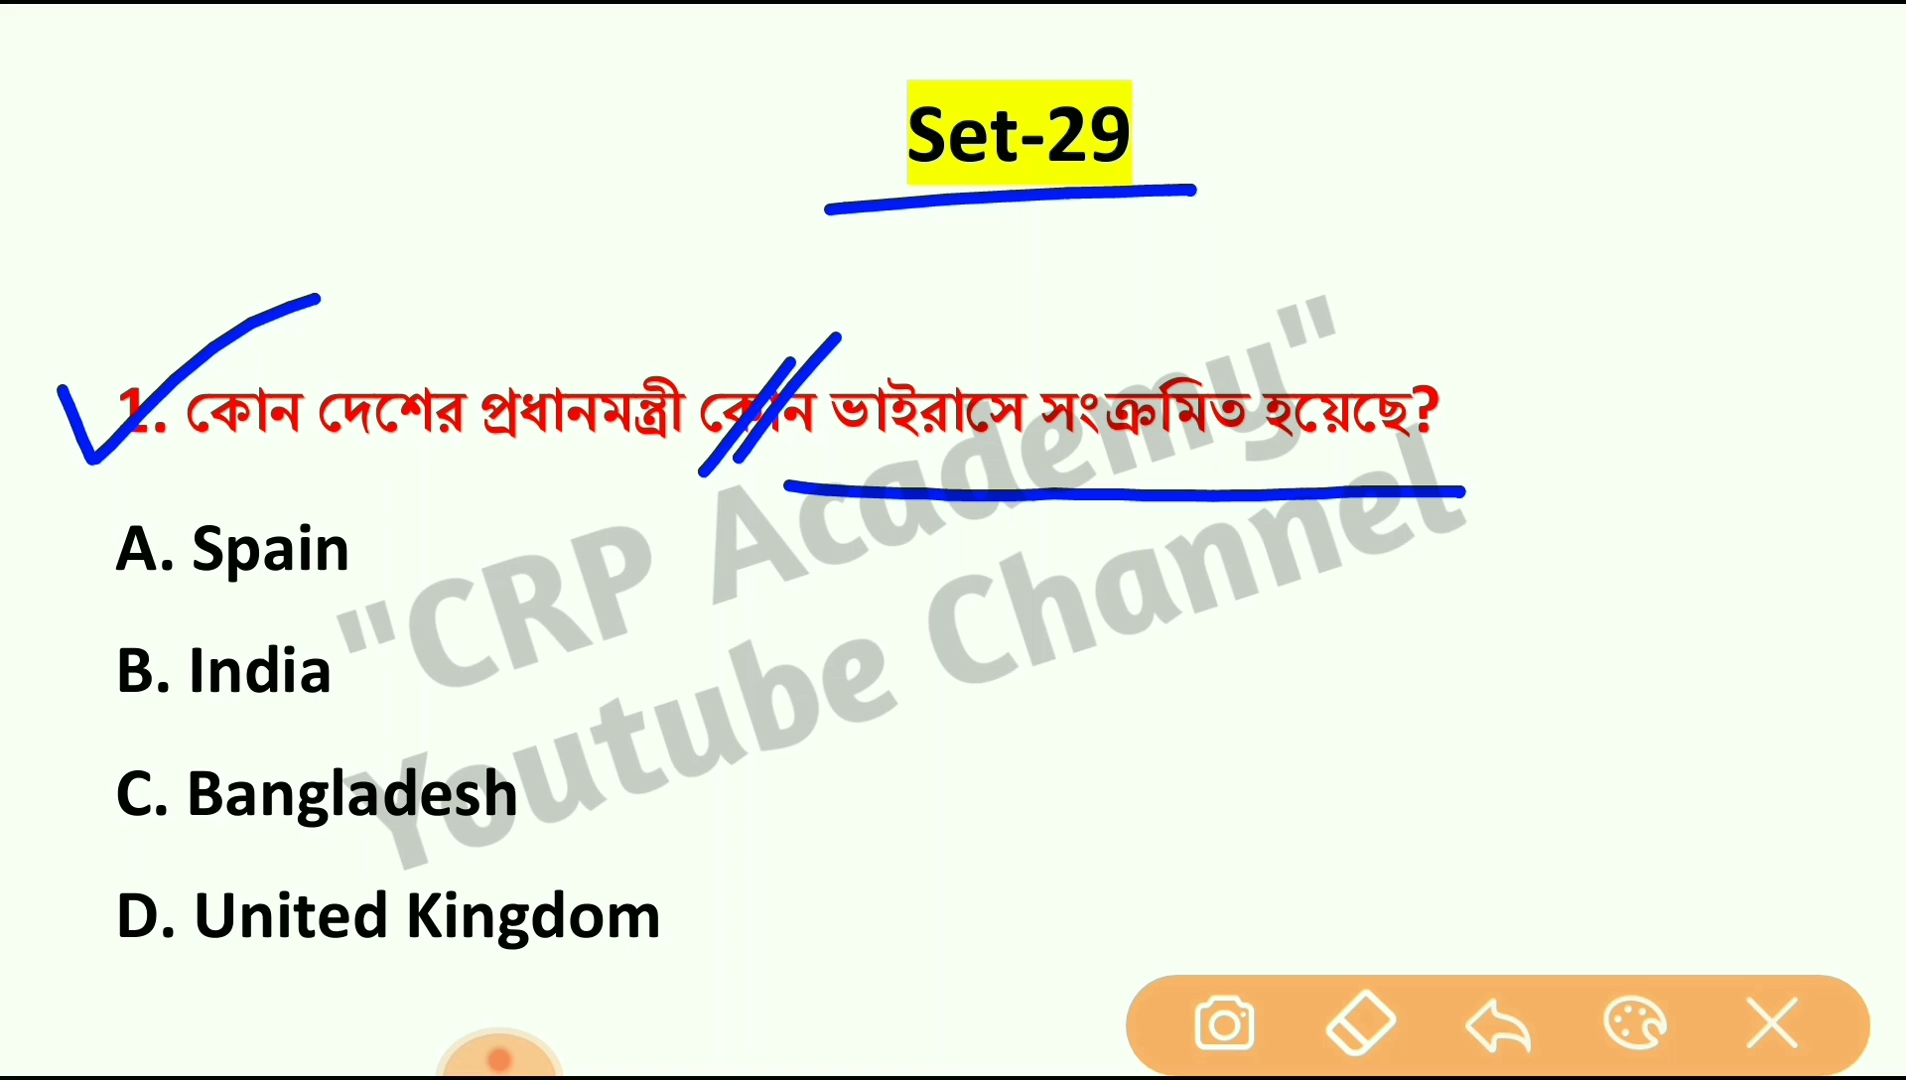 Set-29
1. কোন দেশের প্রধানমন্ত্রী কোন ভাইরাসে সংক্রমিত হয়েছে?
A. Spain
B. India
C. Bangladesh
D. United Kingdom
"CRP Academy"
Youtube Channel